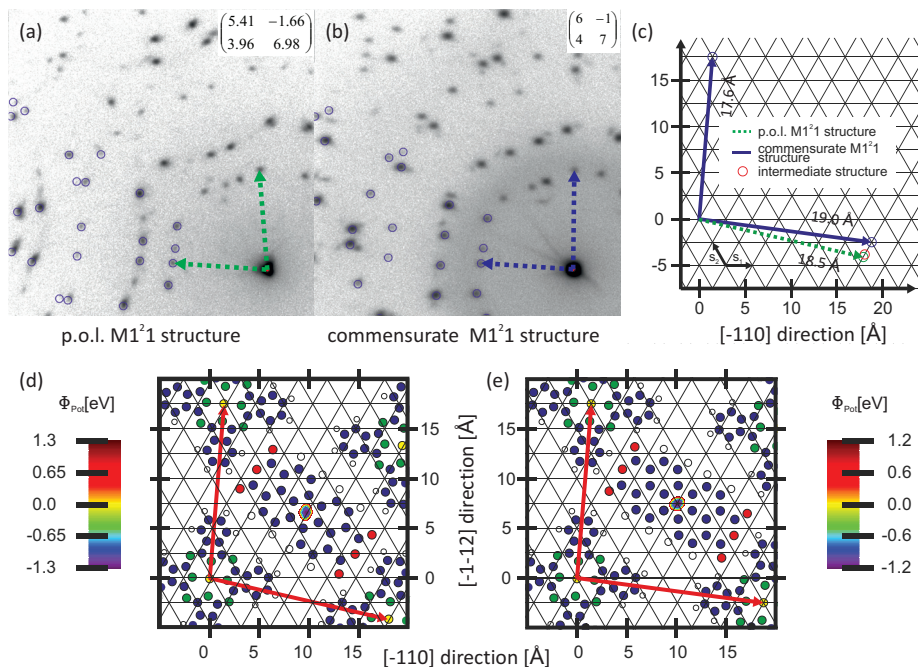 (a)
5.41 -1.66
3.96 6.98
(b)
6 -1
4 7
(c)
15
10
5
0
-5
17.6 Å
p.o.l. M1²1 structure
commensurate M1²1
structure
intermediate structure
19.0 Å
18.5 Å
S₂ S₁
0 5 10 15 20
[-110] direction [Å]
p.o.l. M1²1 structure
commensurate M1²1 structure
(d)
ΦPot[eV]
1.3
0.65
0.0
-0.65
-1.3
15
10
5
0
0 5 10 15
[-1-12] direction [Å]
(e)
15
10
5
0
0 5 10 15
ΦPot[eV]
1.2
0.6
0.0
-0.6
-1.2
[-110] direction [Å]